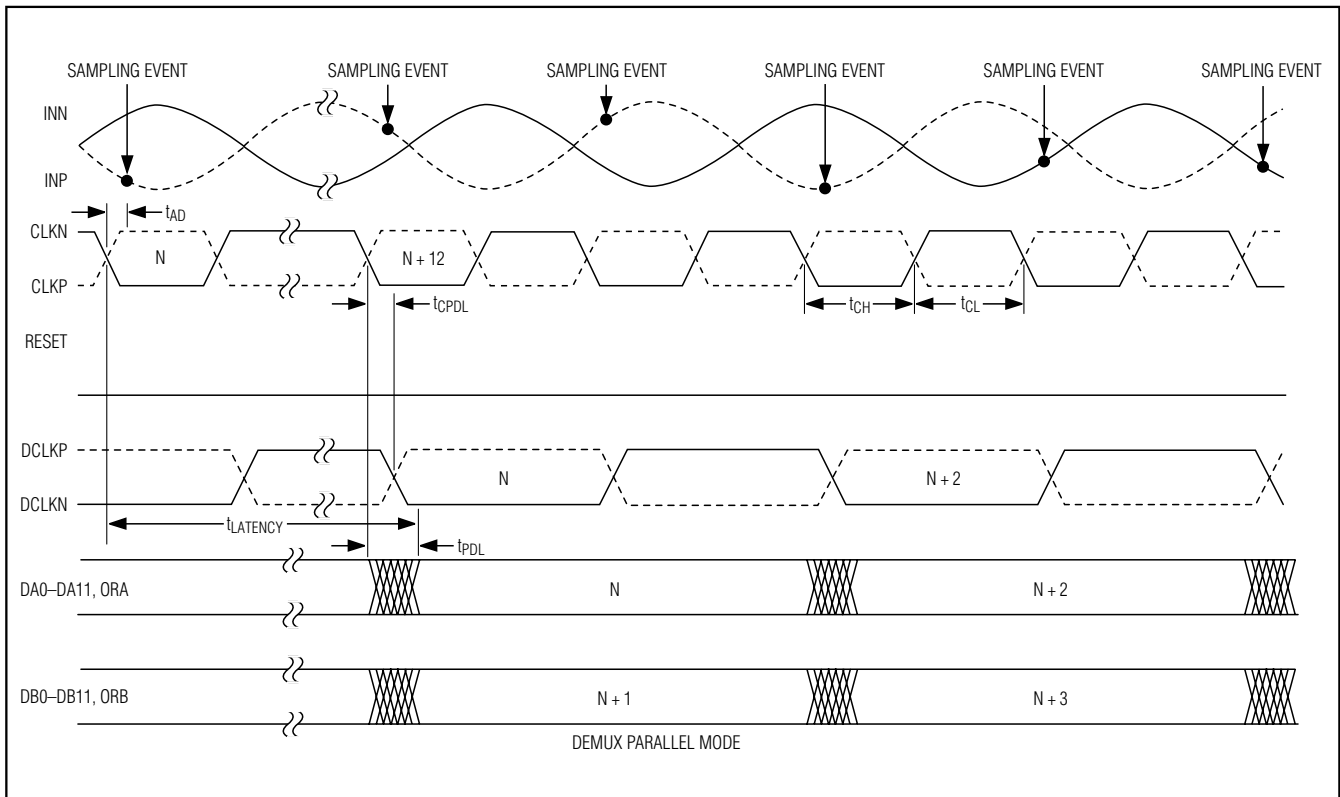 SAMPLING EVENT SAMPLING EVENT SAMPLING EVENT SAMPLING EVENT SAMPLING EVENT SAMPLING EVENT
INN
INP
tAD
CLKN
N N + 12
CLKP
tCPDL tCH tCL
RESET
DCLKP
N N + 2
DCLKN
tLATENCY
tPDL
DA0–DA11, ORA N N + 2
DB0–DB11, ORB N + 1 N + 3
DEMUX PARALLEL MODE